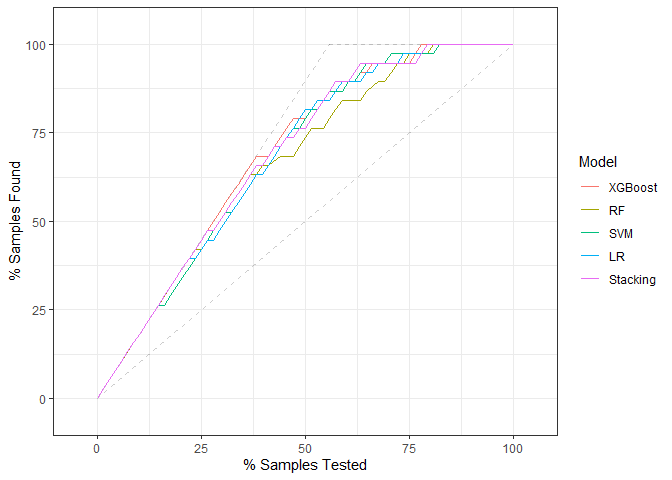 100
75
50
25
0
% Samples Found
0
25
50
75
100
% Samples Tested
Model
XGBoost
RF
SVM
LR
Stacking